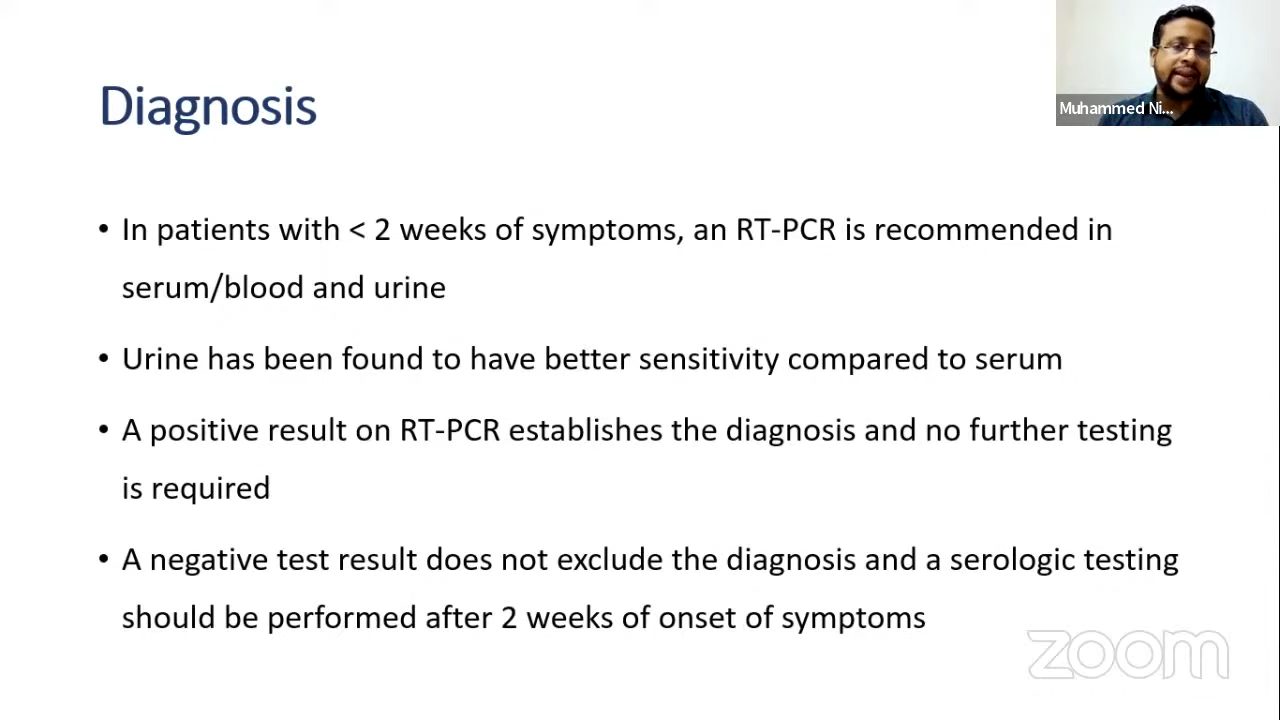 Muhammed Ni...
Diagnosis
• In patients with < 2 weeks of symptoms, an RT-PCR is recommended in
serum/blood and urine
• Urine has been found to have better sensitivity compared to serum
• A positive result on RT-PCR establishes the diagnosis and no further testing
is required
• A negative test result does not exclude the diagnosis and a serologic testing
should be performed after 2 weeks of onset of symptoms
zoom